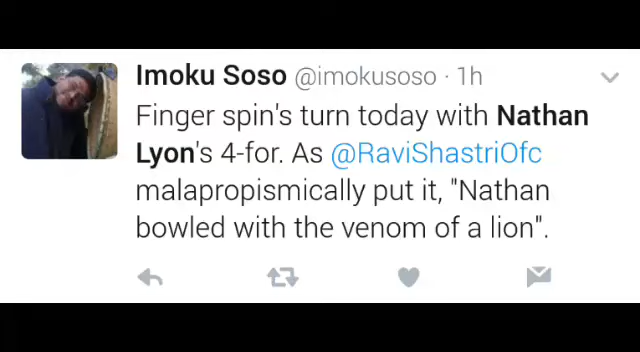 Imoku Soso @imokusoso · 1h
Finger spin's turn today with Nathan
Lyon's 4-for. As @RaviShastriOfc
malapropismically put it, "Nathan
bowled with the venom of a lion".